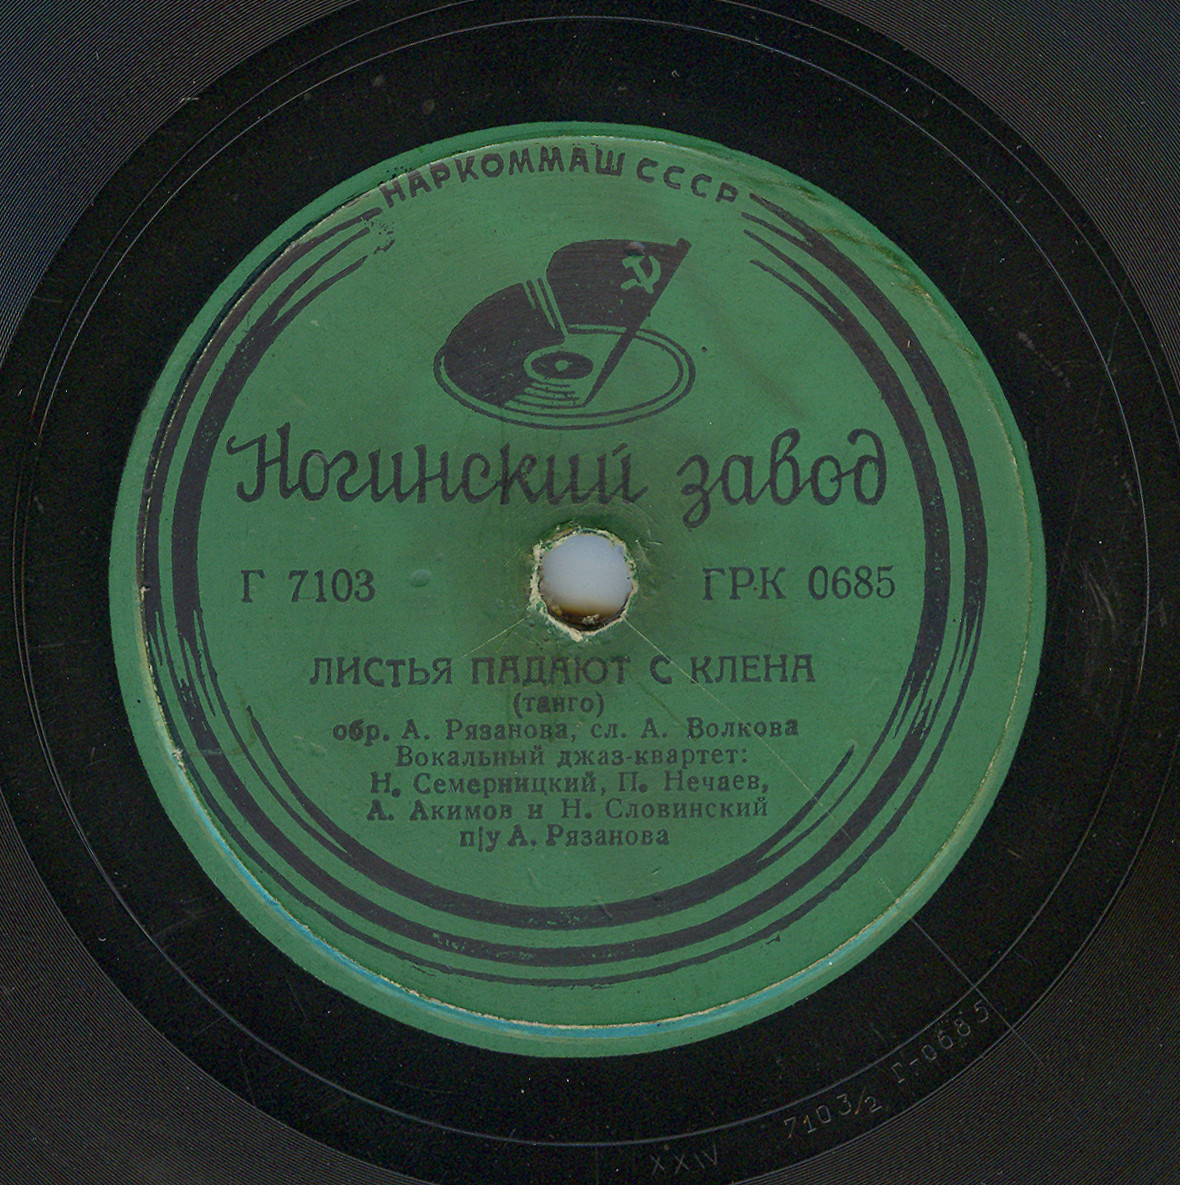 НАРКОММАШ СССР
Ногинский завод
Г 7103 ГРК 0685
ЛИСТЬЯ ПАДАЮТ С КЛЕНА
(танго)
обр. А. Рязанова, сл. А. Волкова
Вокальный джаз-квартет:
Н. Семерницкий, П. Нечаев,
А. Акимов и Н. Словинский
п/у А. Рязанова
7103/2 Г-0685
XXIV